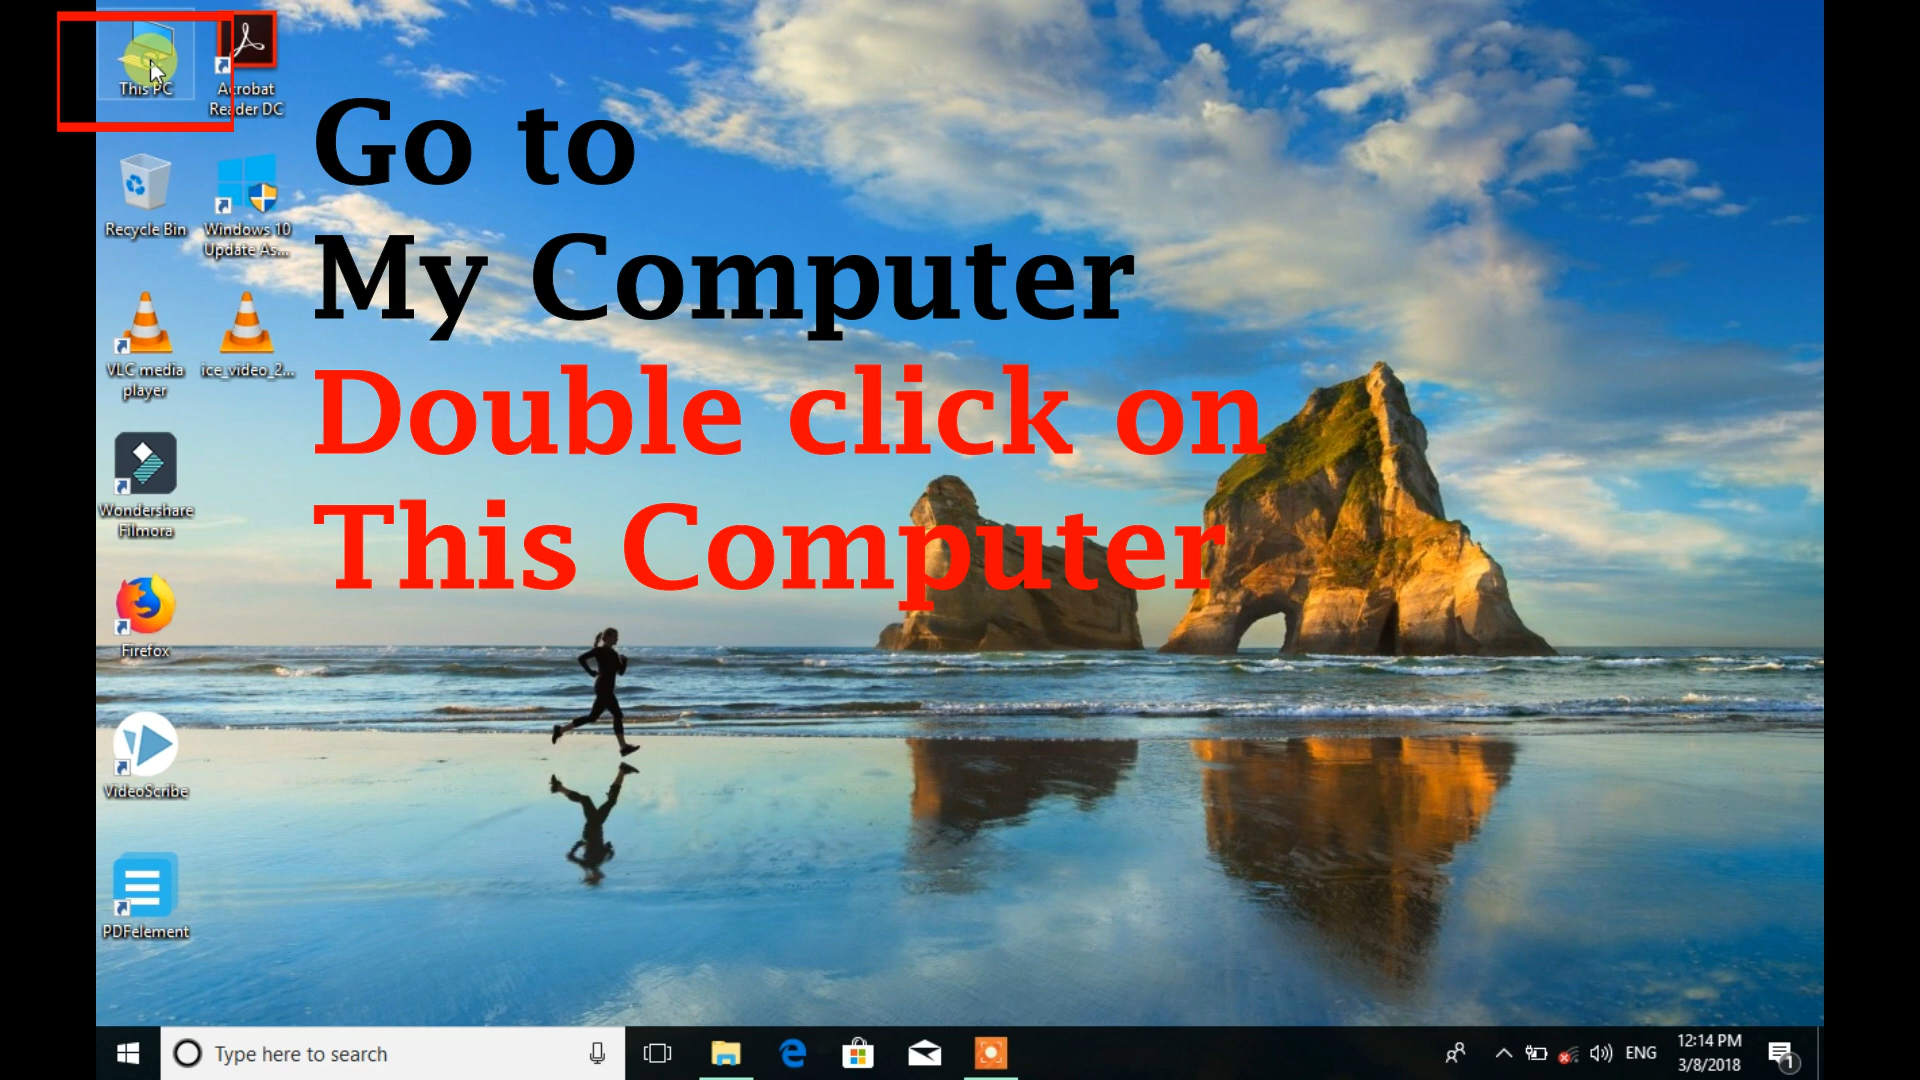 This PC
Acrobat
Reader DC
Go to
My Computer
Double click on
This Computer
Recycle Bin
Windows 10
Update As...
VLC media
player
ice_video_2...
Wondershare
Filmora
Firefox
VideoScribe
PDFelement
Type here to search
ENG
12:14 PM
3/8/2018
1